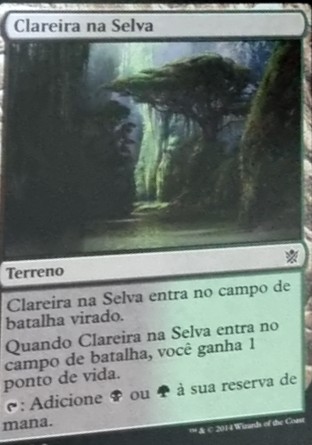 Clareira na Selva
Terreno
Clareira na Selva entra no campo de
batalha virado.
Quando Clareira na Selva entra no
campo de batalha, você ganha 1
ponto de vida.
: Adicione ou à sua reserva de
mana.
™ & © 2014 Wizards of the Coast